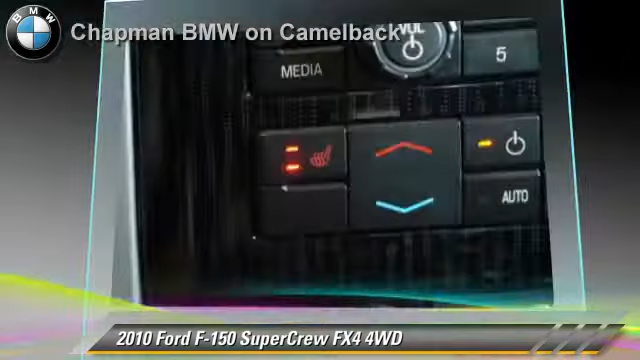 BMW
Chapman BMW on Camelback
VOL
MEDIA
5
AUTO
2010 Ford F-150 SuperCrew FX4 4WD